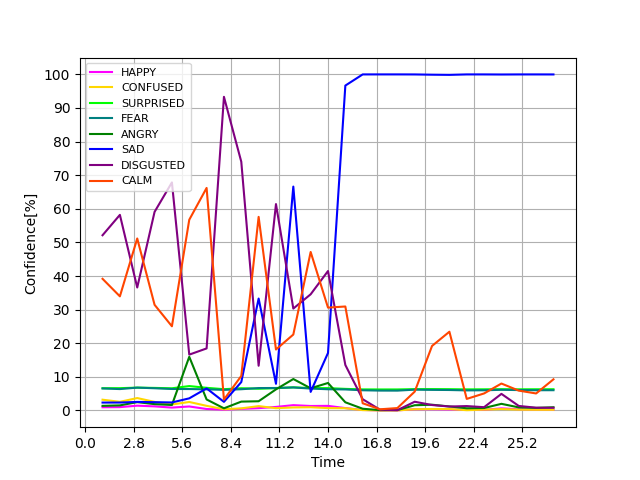 100
90
80
70
60
50
40
30
20
10
0
Confidence[%]
HAPPY
CONFUSED
SURPRISED
FEAR
ANGRY
SAD
DISGUSTED
CALM
0.0 2.8 5.6 8.4 11.2 14.0 16.8 19.6 22.4 25.2
Time